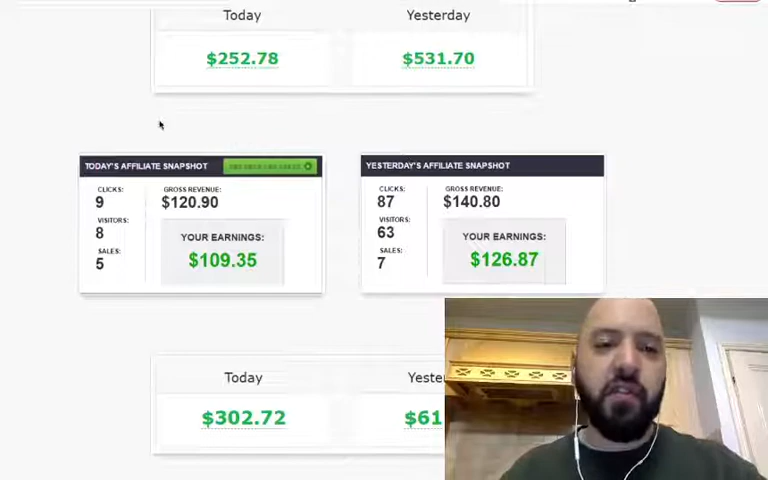 Today Yesterday
$252.78 $531.70
TODAY'S AFFILIATE SNAPSHOT
CLICKS:
9
VISITORS:
8
SALES:
5
GROSS REVENUE:
$120.90
YOUR EARNINGS:
$109.35
YESTERDAY'S AFFILIATE SNAPSHOT
CLICKS:
87
VISITORS:
63
SALES:
7
GROSS REVENUE:
$140.80
YOUR EARNINGS:
$126.87
Today Yester
$302.72 $61